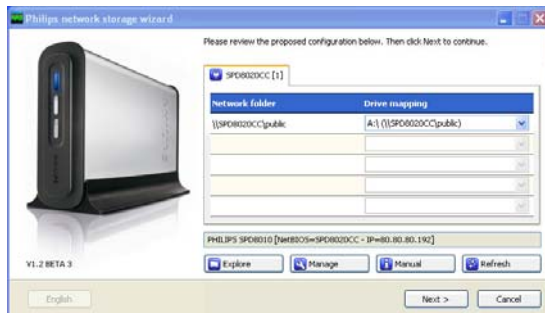 Philips network storage wizard
Please review the proposed configuration below. Then click Next to continue.
SPD8020CC [1]
Network folder Drive mapping
\\SPD8020CC\public A:\ (\\SPD8020CC\public)
PHILIPS SPD8010 [NetBIOS=SPD8020CC - IP=80.80.80.192]
V1.2 BETA 3
Explore Manage Manual Refresh
English Next > Cancel